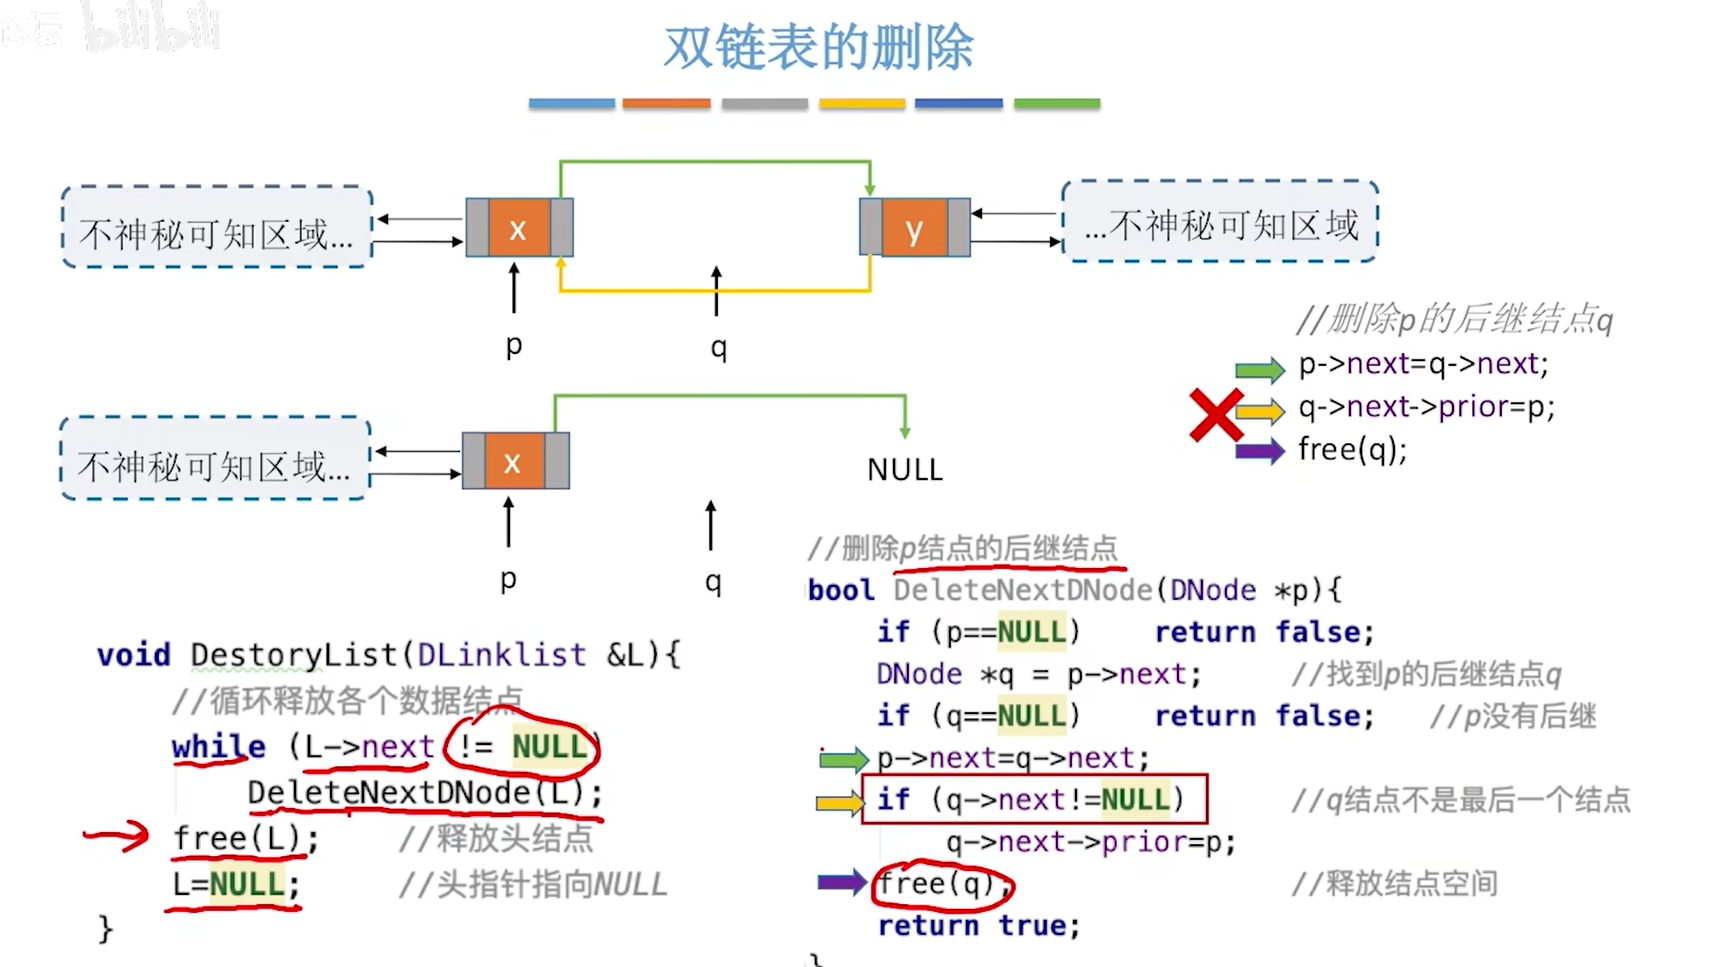 bilibili
双链表的删除
不神秘可知区域...
x
y
...不神秘可知区域
p
q
//删除p的后继结点q
p->next=q->next;
q->next->prior=p;
free(q);
不神秘可知区域...
x
NULL
p
q
//删除p结点的后继结点
bool DeleteNextDNode(DNode *p){
if (p==NULL) return false;
DNode *q = p->next; //找到p的后继结点q
if (q==NULL) return false; //p没有后继
p->next=q->next;
if (q->next!=NULL) //q结点不是最后一个结点
q->next->prior=p;
free(q); //释放结点空间
return true;
}
void DestoryList(DLinklist &L){
//循环释放各个数据结点
while (L->next != NULL)
DeleteNextDNode(L);
free(L); //释放头结点
L=NULL; //头指针指向NULL
}